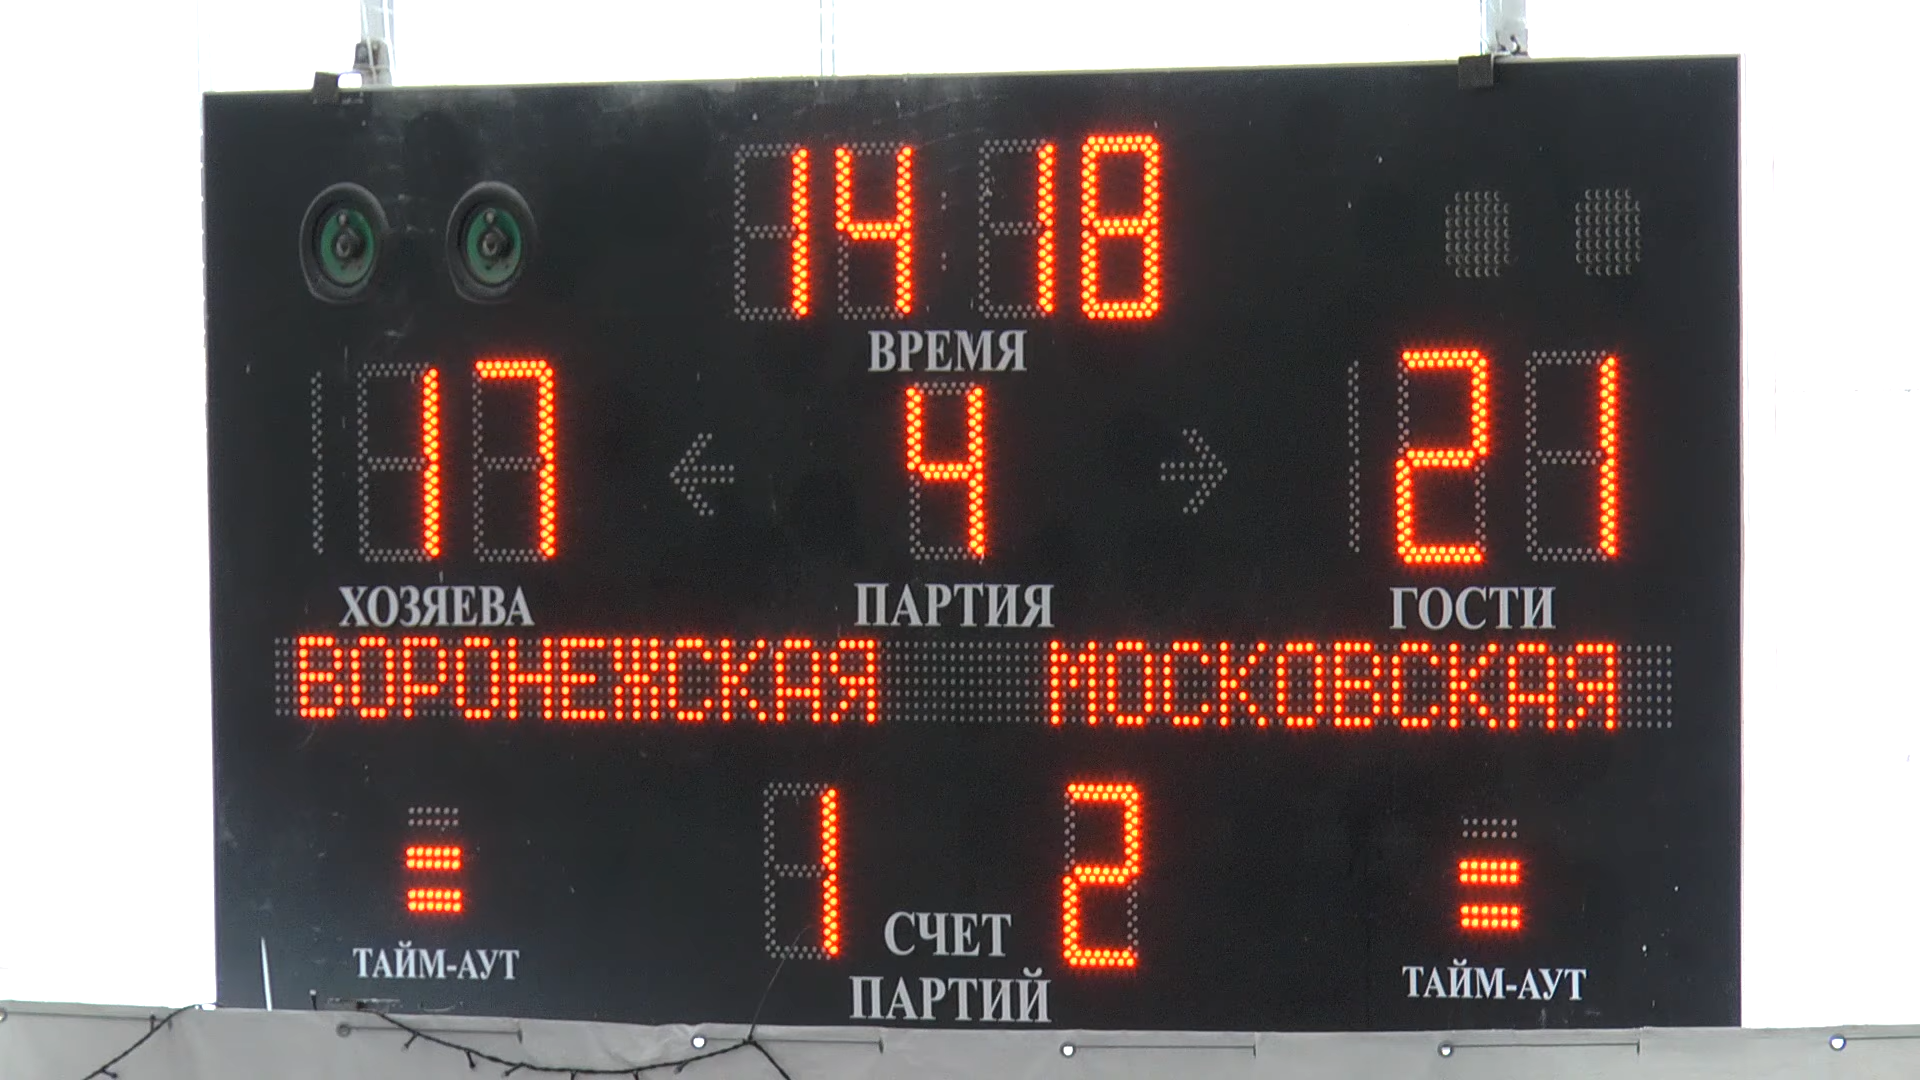 14 18
ВРЕМЯ
17 4 21
ХОЗЯЕВА ПАРТИЯ ГОСТИ
ВОРОНЕЖСКАЯ МОСКОВСКАЯ
1 2
ТАЙМ-АУТ СЧЕТ ПАРТИЙ ТАЙМ-АУТ